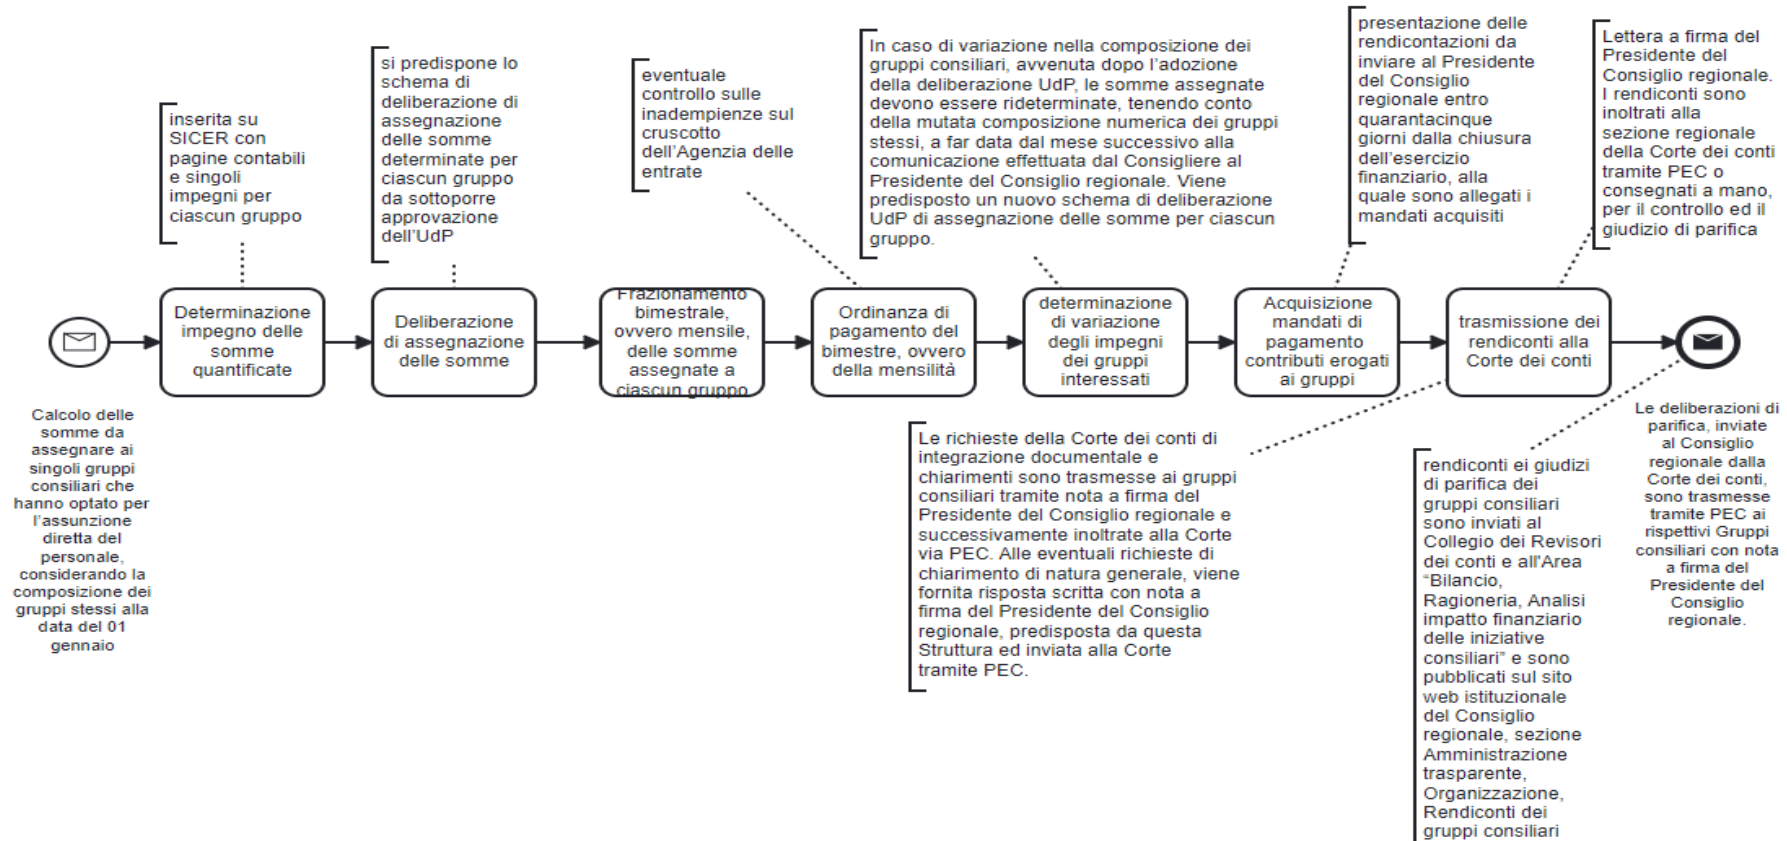 inserita su
SICER con
pagine contabili
e singoli
impegni per
ciascun gruppo
si predispone lo
schema di
deliberazione di
assegnazione
delle somme
determinate per
ciascun gruppo
da sottoporre
approvazione
dell'UdP
eventuale
controllo sulle
inadempienze sul
cruscotto
dell'Agenzia delle
entrate
In caso di variazione nella composizione dei
gruppi consiliari, avvenuta dopo l'adozione
della deliberazione UdP, le somme assegnate
devono essere rideterminate, tenendo conto
della mutata composizione numerica dei gruppi
stessi, a far data dal mese successivo alla
comunicazione effettuata dal Consigliere al
Presidente del Consiglio regionale. Viene
predisposto un nuovo schema di deliberazione
UdP di assegnazione delle somme per ciascun
gruppo.
presentazione delle
rendicontazioni da
inviare al Presidente
del Consiglio
regionale entro
quarantacinque
giorni dalla chiusura
dell'esercizio
finanziario, alla
quale sono allegati i
mandati acquisiti
Lettera a firma del
Presidente del
Consiglio regionale.
I rendiconti sono
inoltrati alla
sezione regionale
della Corte dei conti
tramite PEC o
consegnati a mano,
per il controllo ed il
giudizio di parifica
Determinazione
impegno delle
somme
quantificate
Deliberazione
di assegnazione
delle somme
Frazionamento
bimestrale,
ovvero mensile,
delle somme
assegnate a
ciascun gruppo
Ordinanza di
pagamento del
bimestre, ovvero
della mensilità
determinazione
di variazione
degli impegni
dei gruppi
interessati
Acquisizione
mandati di
pagamento
contributi erogati
ai gruppi
trasmissione dei
rendiconti alla
Corte dei conti
Calcolo delle
somme da
assegnare ai
singoli gruppi
consiliari che
hanno optato per
l'assunzione
diretta del
personale,
considerando la
composizione dei
gruppi stessi alla
data del 01
gennaio
Le richieste della Corte dei conti di
integrazione documentale e
chiarimenti sono trasmesse ai gruppi
consiliari tramite nota a firma del
Presidente del Consiglio regionale e
successivamente inoltrate alla Corte
via PEC. Alle eventuali richieste di
chiarimento di natura generale, viene
fornita risposta scritta con nota a
firma del Presidente del Consiglio
regionale, predisposta da questa
Struttura ed inviata alla Corte
tramite PEC.
rendiconti ei giudizi
di parifica dei
gruppi consiliari
sono inviati al
Collegio dei Revisori
dei conti e all'Area
"Bilancio,
Ragioneria, Analisi
impatto finanziario
delle iniziative
consiliari" e sono
pubblicati sul sito
web istituzionale
del Consiglio
regionale, sezione
Amministrazione
trasparente,
Organizzazione,
Rendiconti dei
gruppi consiliari
Le deliberazioni di
parifica, inviate
al Consiglio
regionale dalla
Corte dei conti,
sono trasmesse
tramite PEC ai
rispettivi Gruppi
consiliari con nota
a firma del
Presidente del
Consiglio
regionale.